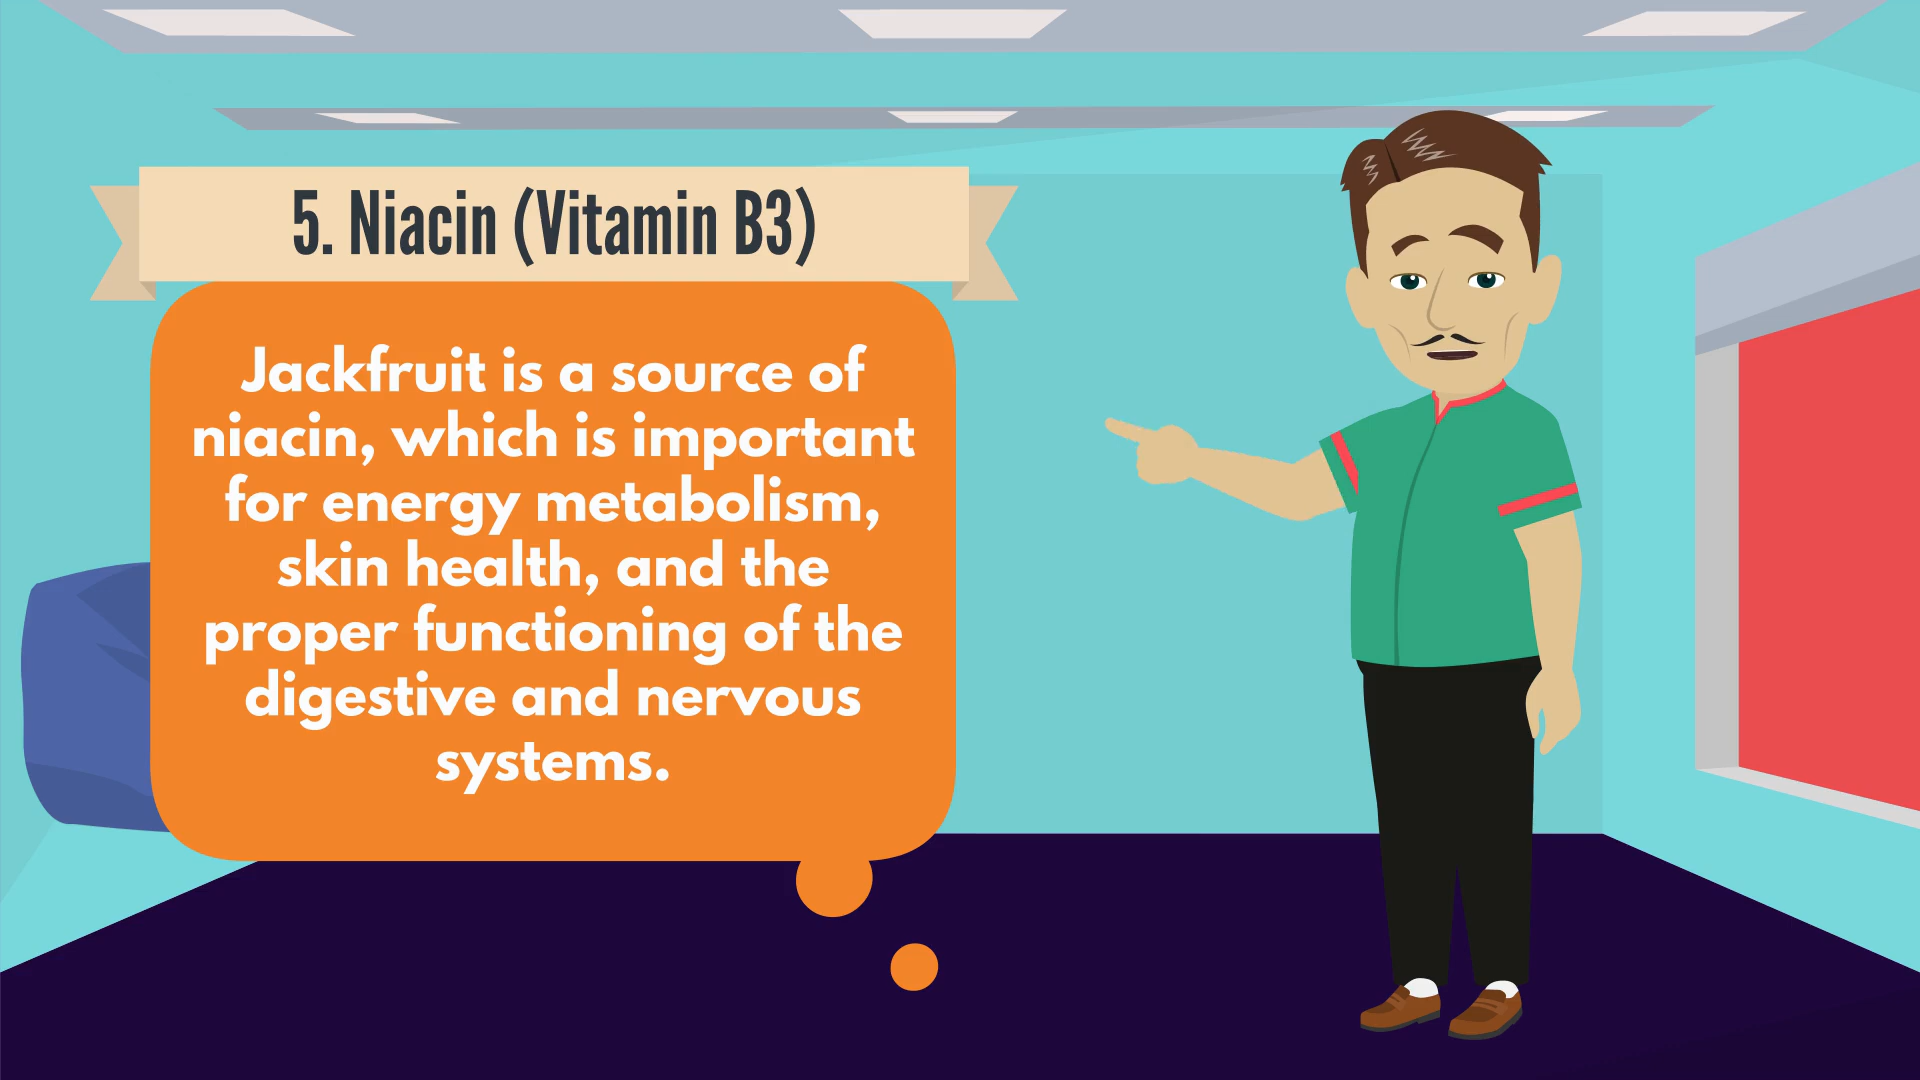 5. Niacin (Vitamin B3)
Jackfruit is a source of
niacin, which is important
for energy metabolism,
skin health, and the
proper functioning of the
digestive and nervous
systems.